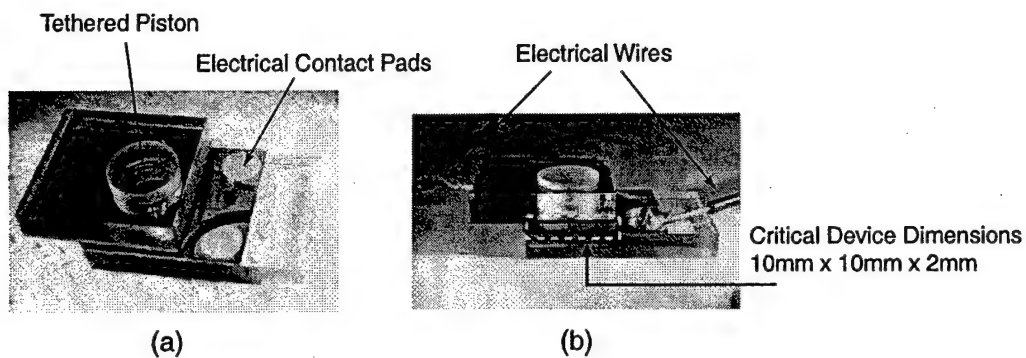 Tethered Piston
Electrical Contact Pads
Electrical Wires
Critical Device Dimensions
10mm x 10mm x 2mm
(a)
(b)